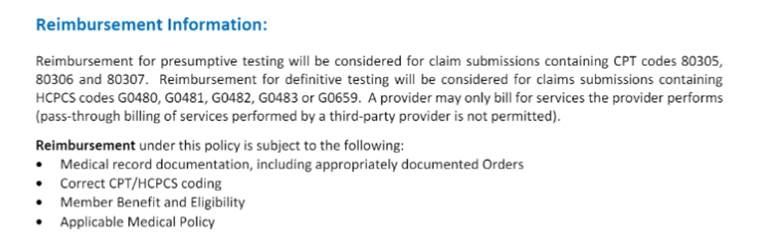 Reimbursement Information:
Reimbursement for presumptive testing will be considered for claim submissions containing CPT codes 80305,
80306 and 80307.  Reimbursement for definitive testing will be considered for claims submissions containing
HCPCS codes G0480, G0481, G0482, G0483 or G0659.  A provider may only bill for services the provider performs
(pass-through billing of services performed by a third-party provider is not permitted).
Reimbursement under this policy is subject to the following:
• Medical record documentation, including appropriately documented Orders
• Correct CPT/HCPCS coding
• Member Benefit and Eligibility
• Applicable Medical Policy